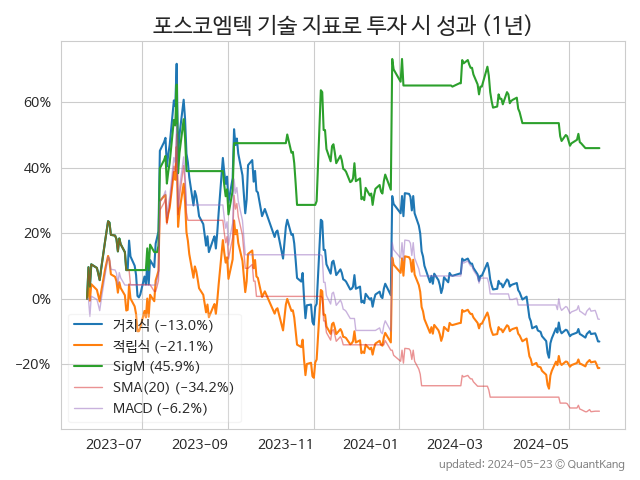 포스코엠텍 기술 지표로 투자 시 성과 (1년)
60%
40%
20%
0%
−20%
거치식 (−13.0%)
적립식 (−21.1%)
SigM (45.9%)
SMA(20) (−34.2%)
MACD (−6.2%)
2023-07 2023-09 2023-11 2024-01 2024-03 2024-05
updated: 2024-05-23 ⓒ QuantKang